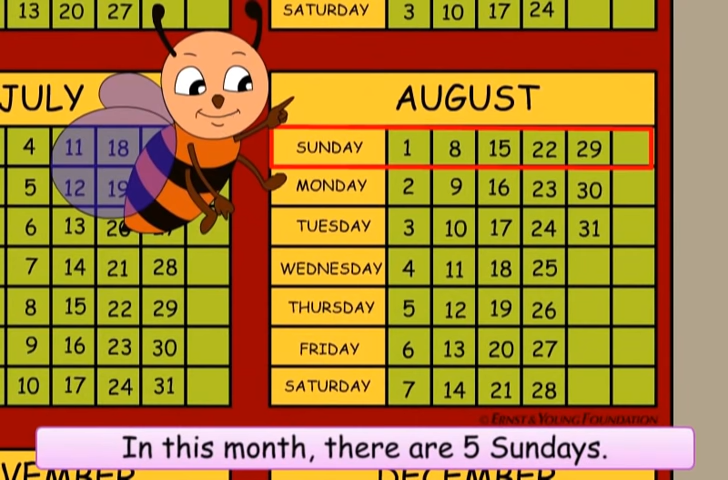 13 20 27
SATURDAY 3 10 17 24
JULY
4 11 18
5 12 19
6 13 20
7 14 21 28
8 15 22 29
9 16 23 30
10 17 24 31
AUGUST
SUNDAY 1 8 15 22 29
MONDAY 2 9 16 23 30
TUESDAY 3 10 17 24 31
WEDNESDAY 4 11 18 25
THURSDAY 5 12 19 26
FRIDAY 6 13 20 27
SATURDAY 7 14 21 28
© ERNST & YOUNG FOUNDATION
In this month, there are 5 Sundays.
VEMBER
DECEMBER